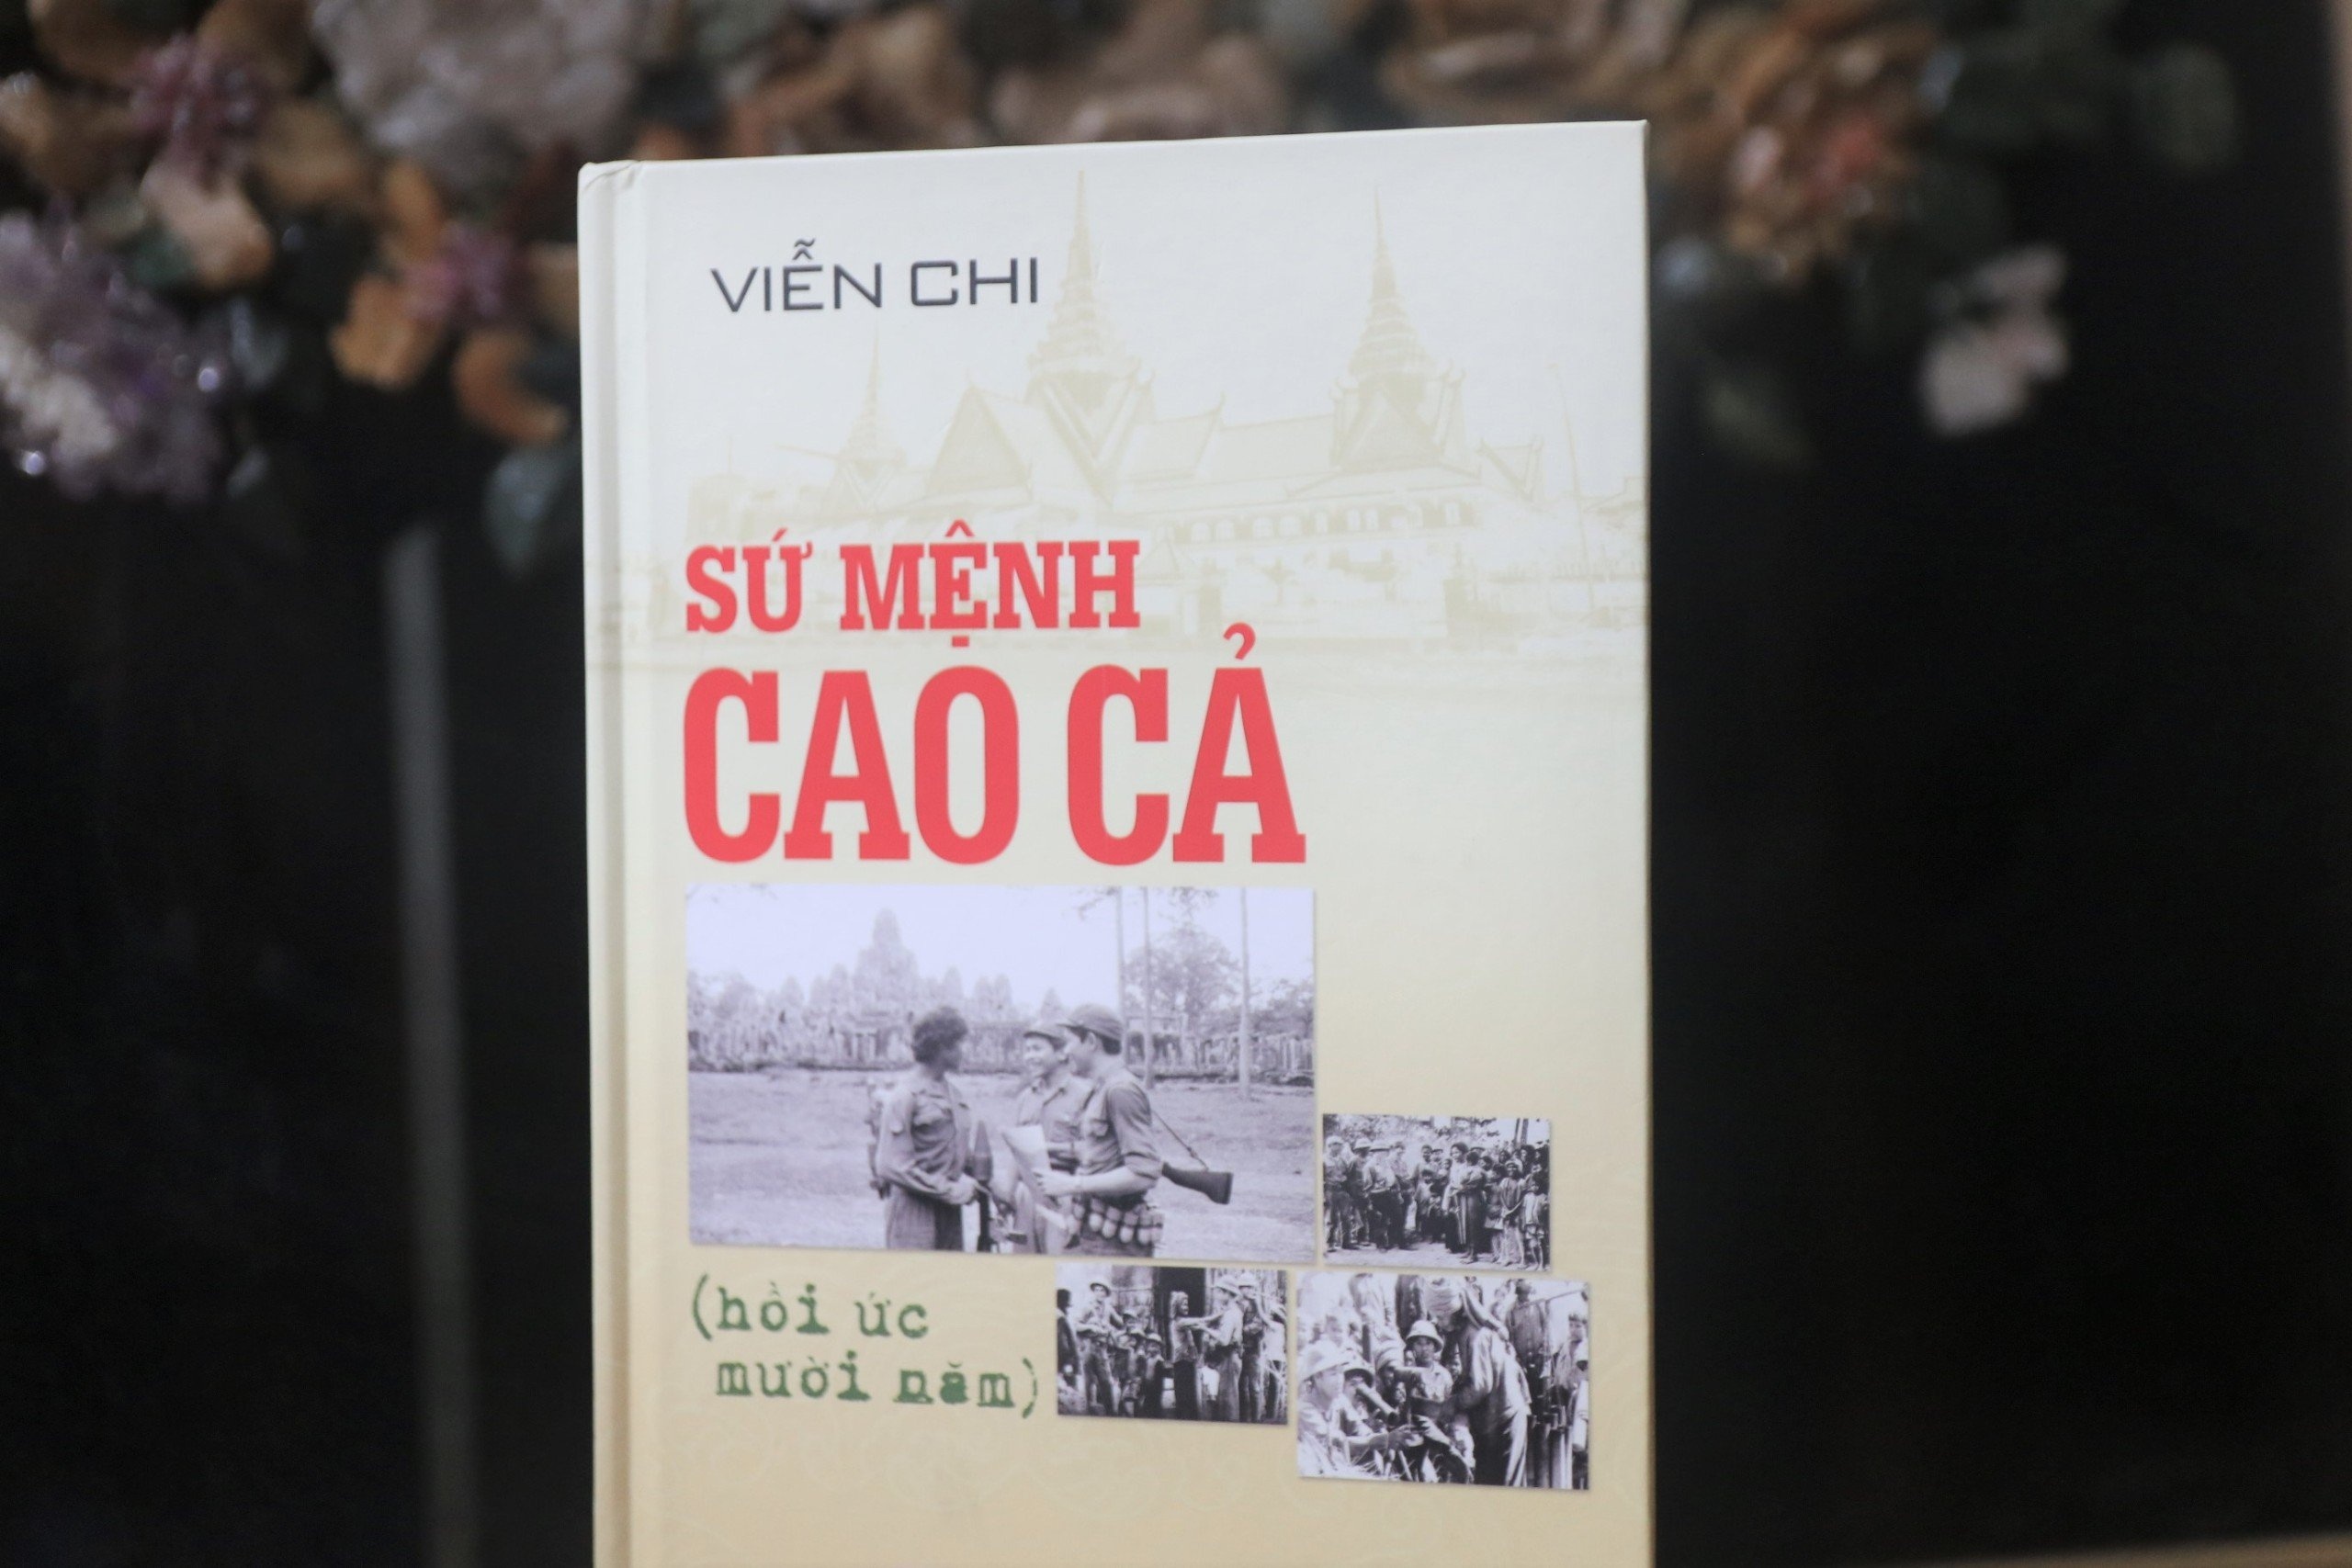 VIỄN CHI
SỨ MỆNH
CAO CẢ
(hồi ức
mười năm)